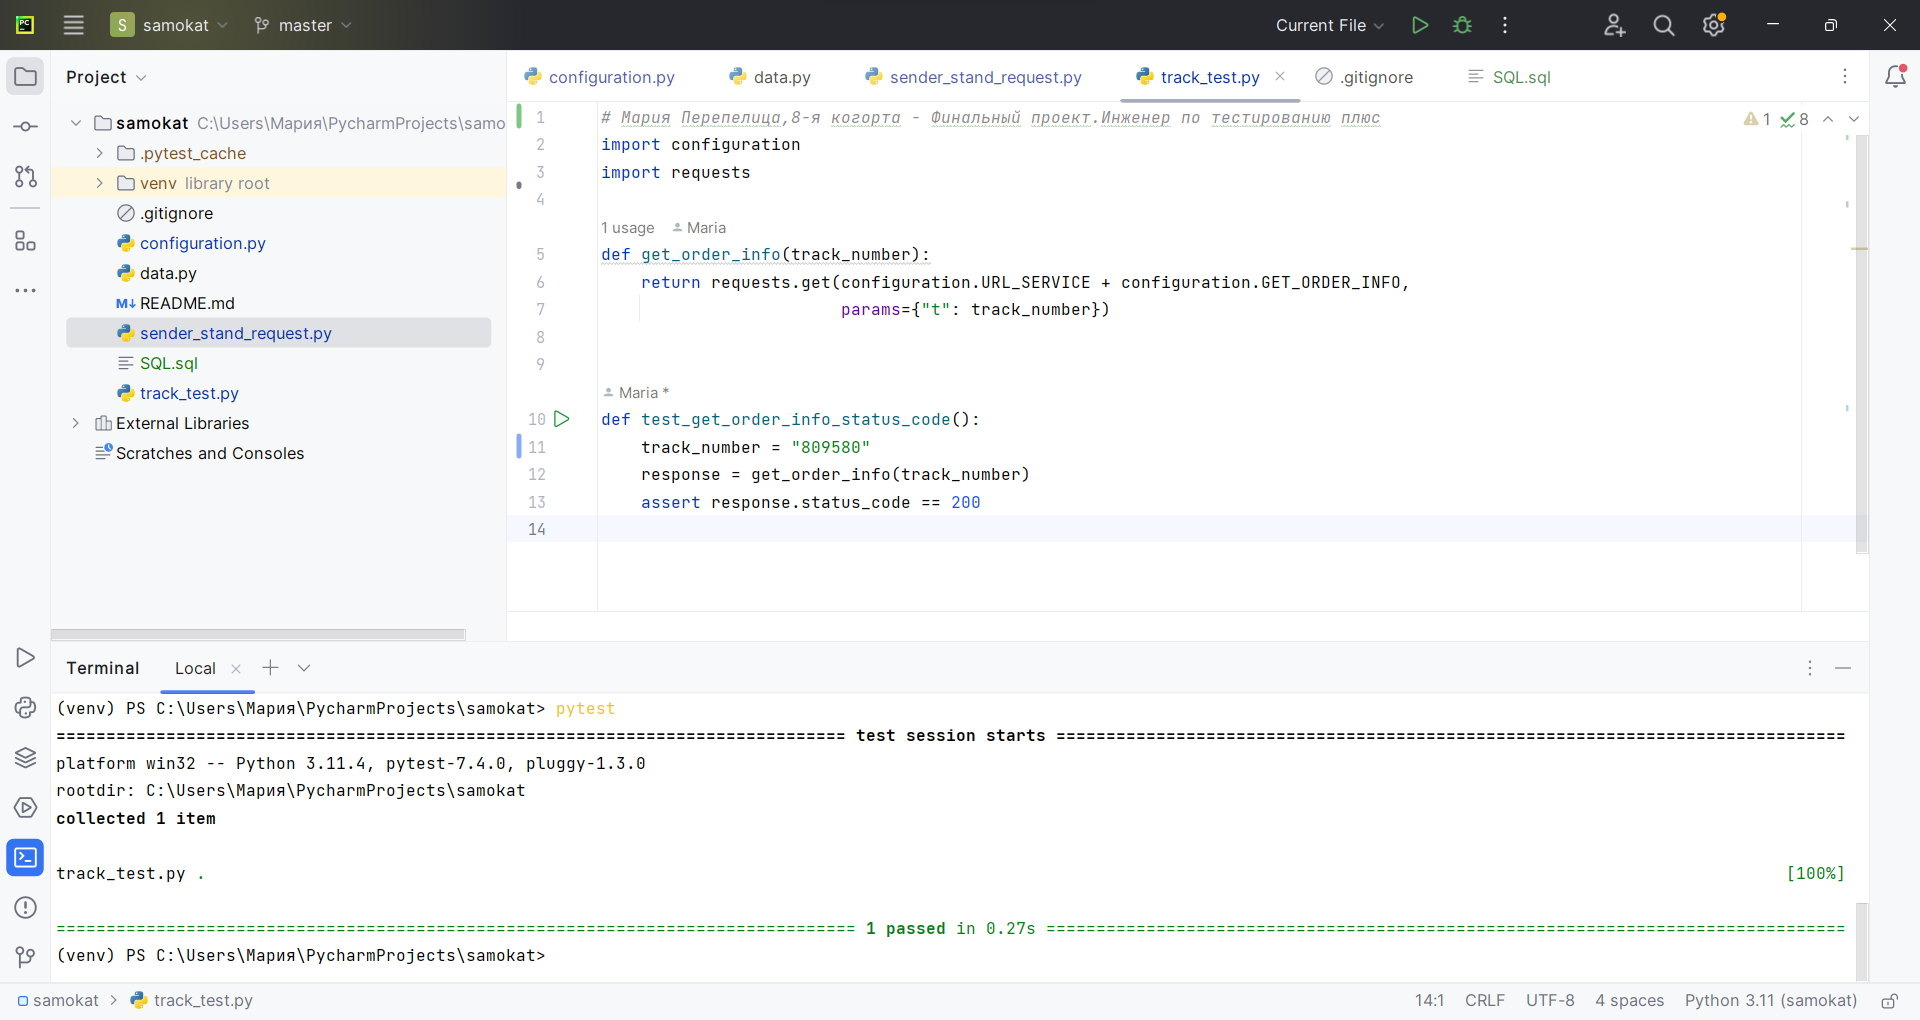 S samokat master Current File
Project
samokat C:\Users\Мария\PycharmProjects\samo
.pytest_cache
venv library root
.gitignore
configuration.py
data.py
README.md
sender_stand_request.py
SQL.sql
track_test.py
External Libraries
Scratches and Consoles
configuration.py data.py sender_stand_request.py track_test.py .gitignore SQL.sql
1 # Мария Перепелица,8-я когорта - Финальный проект.Инженер по тестированию плюс
1 8
2 import configuration
3 import requests
4
1 usage Maria
5 def get_order_info(track_number):
6 return requests.get(configuration.URL_SERVICE + configuration.GET_ORDER_INFO,
7 params={"t": track_number})
8
9
Maria *
10 def test_get_order_info_status_code():
11 track_number = "809580"
12 response = get_order_info(track_number)
13 assert response.status_code == 200
14
Terminal Local
(venv) PS C:\Users\Мария\PycharmProjects\samokat> pytest
=============================================================================== test session starts ===============================================================================
platform win32 -- Python 3.11.4, pytest-7.4.0, pluggy-1.3.0
rootdir: C:\Users\Мария\PycharmProjects\samokat
collected 1 item
track_test.py . [100%]
================================================================================ 1 passed in 0.27s ================================================================================
(venv) PS C:\Users\Мария\PycharmProjects\samokat>
samokat > track_test.py 14:1 CRLF UTF-8 4 spaces Python 3.11 (samokat)